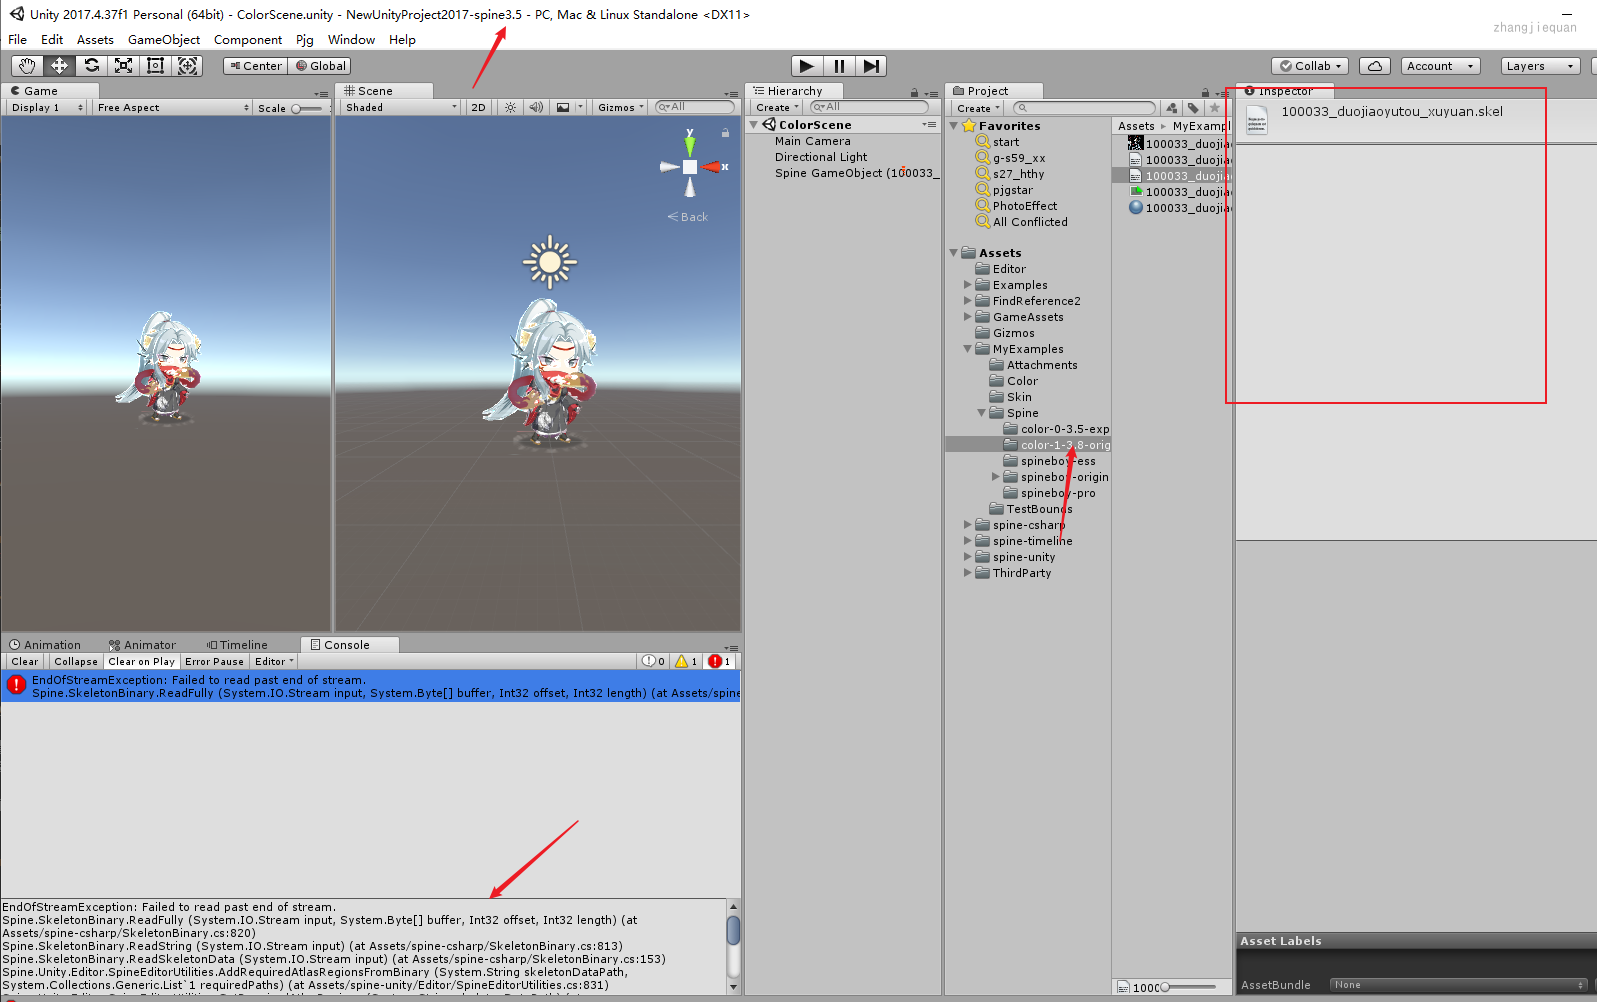 Unity 2017.4.37f1 Personal (64bit) - ColorScene.unity - NewUnityProject2017-spine3.5 - PC, Mac & Linux Standalone <DX11>
zhangjiequan
File Edit Assets GameObject Component Pjg Window Help
Center Global Collab Account Layers
Game
Display 1 Free Aspect Scale
Scene
Shaded 2D Gizmos All
y
x
Back
Hierarchy
Create All
ColorScene
Main Camera
Directional Light
Spine GameObject (100033_
Project
Create
Favorites
start
g-s59_xx
s27_hthy
pjgstar
PhotoEffect
All Conflicted
Assets
Editor
Examples
FindReference2
GameAssets
Gizmos
MyExamples
Attachments
Color
Skin
Spine
color-0-3.5-exp
color-1-3.8-orig
spineboy-ess
spineboy-origin
spineboy-pro
TestBounds
spine-csharp
spine-timeline
spine-unity
ThirdParty
Assets MyExampl
100033_duojiao
100033_duojia
100033_duojia
100033_duojiao
100033_duojia
1000
Inspector
100033_duojiaoyutou_xuyuan.skel
Animation Animator Timeline Console
Clear Collapse Clear on Play Error Pause Editor 0 1 1
EndOfStreamException: Failed to read past end of stream.
Spine.SkeletonBinary.ReadFully (System.IO.Stream input, System.Byte[] buffer, Int32 offset, Int32 length) (at Assets/spine
EndOfStreamException: Failed to read past end of stream.
Spine.SkeletonBinary.ReadFully (System.IO.Stream input, System.Byte[] buffer, Int32 offset, Int32 length) (at
Assets/spine-csharp/SkeletonBinary.cs:820)
Spine.SkeletonBinary.ReadString (System.IO.Stream input) (at Assets/spine-csharp/SkeletonBinary.cs:813)
Spine.SkeletonBinary.ReadSkeletonData (System.IO.Stream input) (at Assets/spine-csharp/SkeletonBinary.cs:153)
Spine.Unity.Editor.SpineEditorUtilities.AddRequiredAtlasRegionsFromBinary (System.String skeletonDataPath,
System.Collections.Generic.List`1 requiredPaths) (at Assets/spine-unity/Editor/SpineEditorUtilities.cs:831)
Asset Labels
AssetBundle None